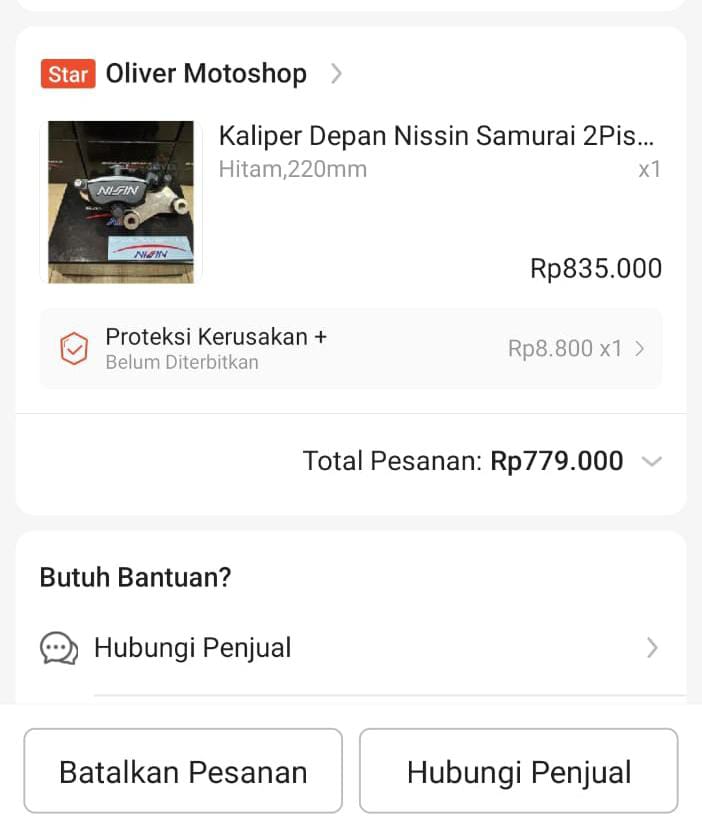 Star Oliver Motoshop
Kaliper Depan Nissin Samurai 2Pis...
Hitam,220mm x1
NISSIN
NISSIN
Rp835.000
Proteksi Kerusakan +
Belum Diterbitkan
Rp8.800 x1
Total Pesanan: Rp779.000
Butuh Bantuan?
Hubungi Penjual
Batalkan Pesanan
Hubungi Penjual